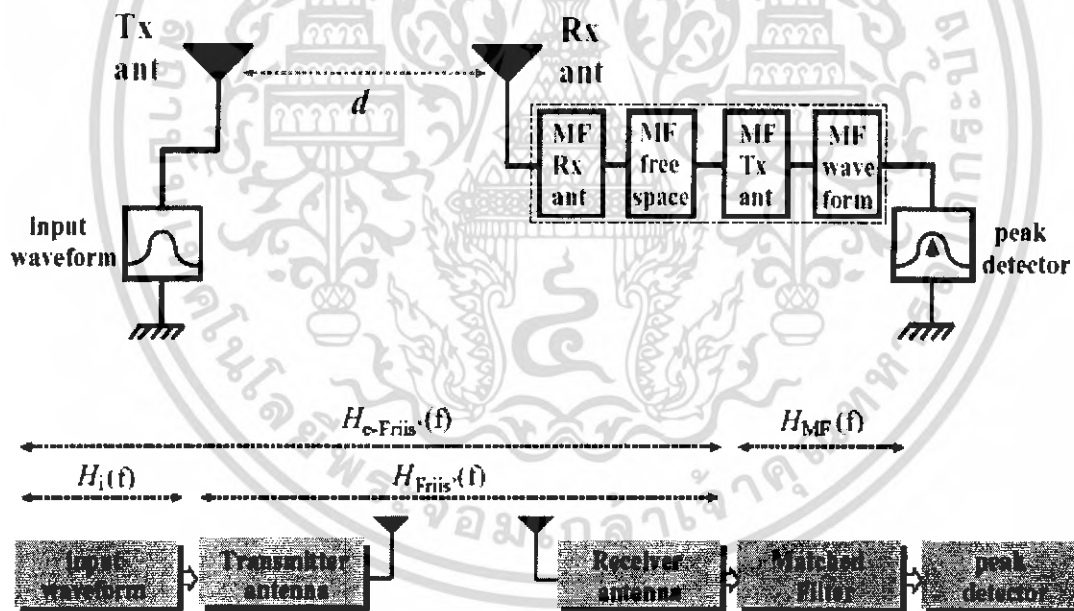 Tx
ant
Rx
ant
d
MF
Rx
ant
MF
free
space
MF
Tx
ant
MF
wave
form
Input
waveform
peak
detector
H_e-Friis'(f)
H_MF(f)
H_i(f)
H_Friis'(f)
Input
waveform
Transmitter
antenna
Receiver
antenna
Matched
Filter
peak
detector